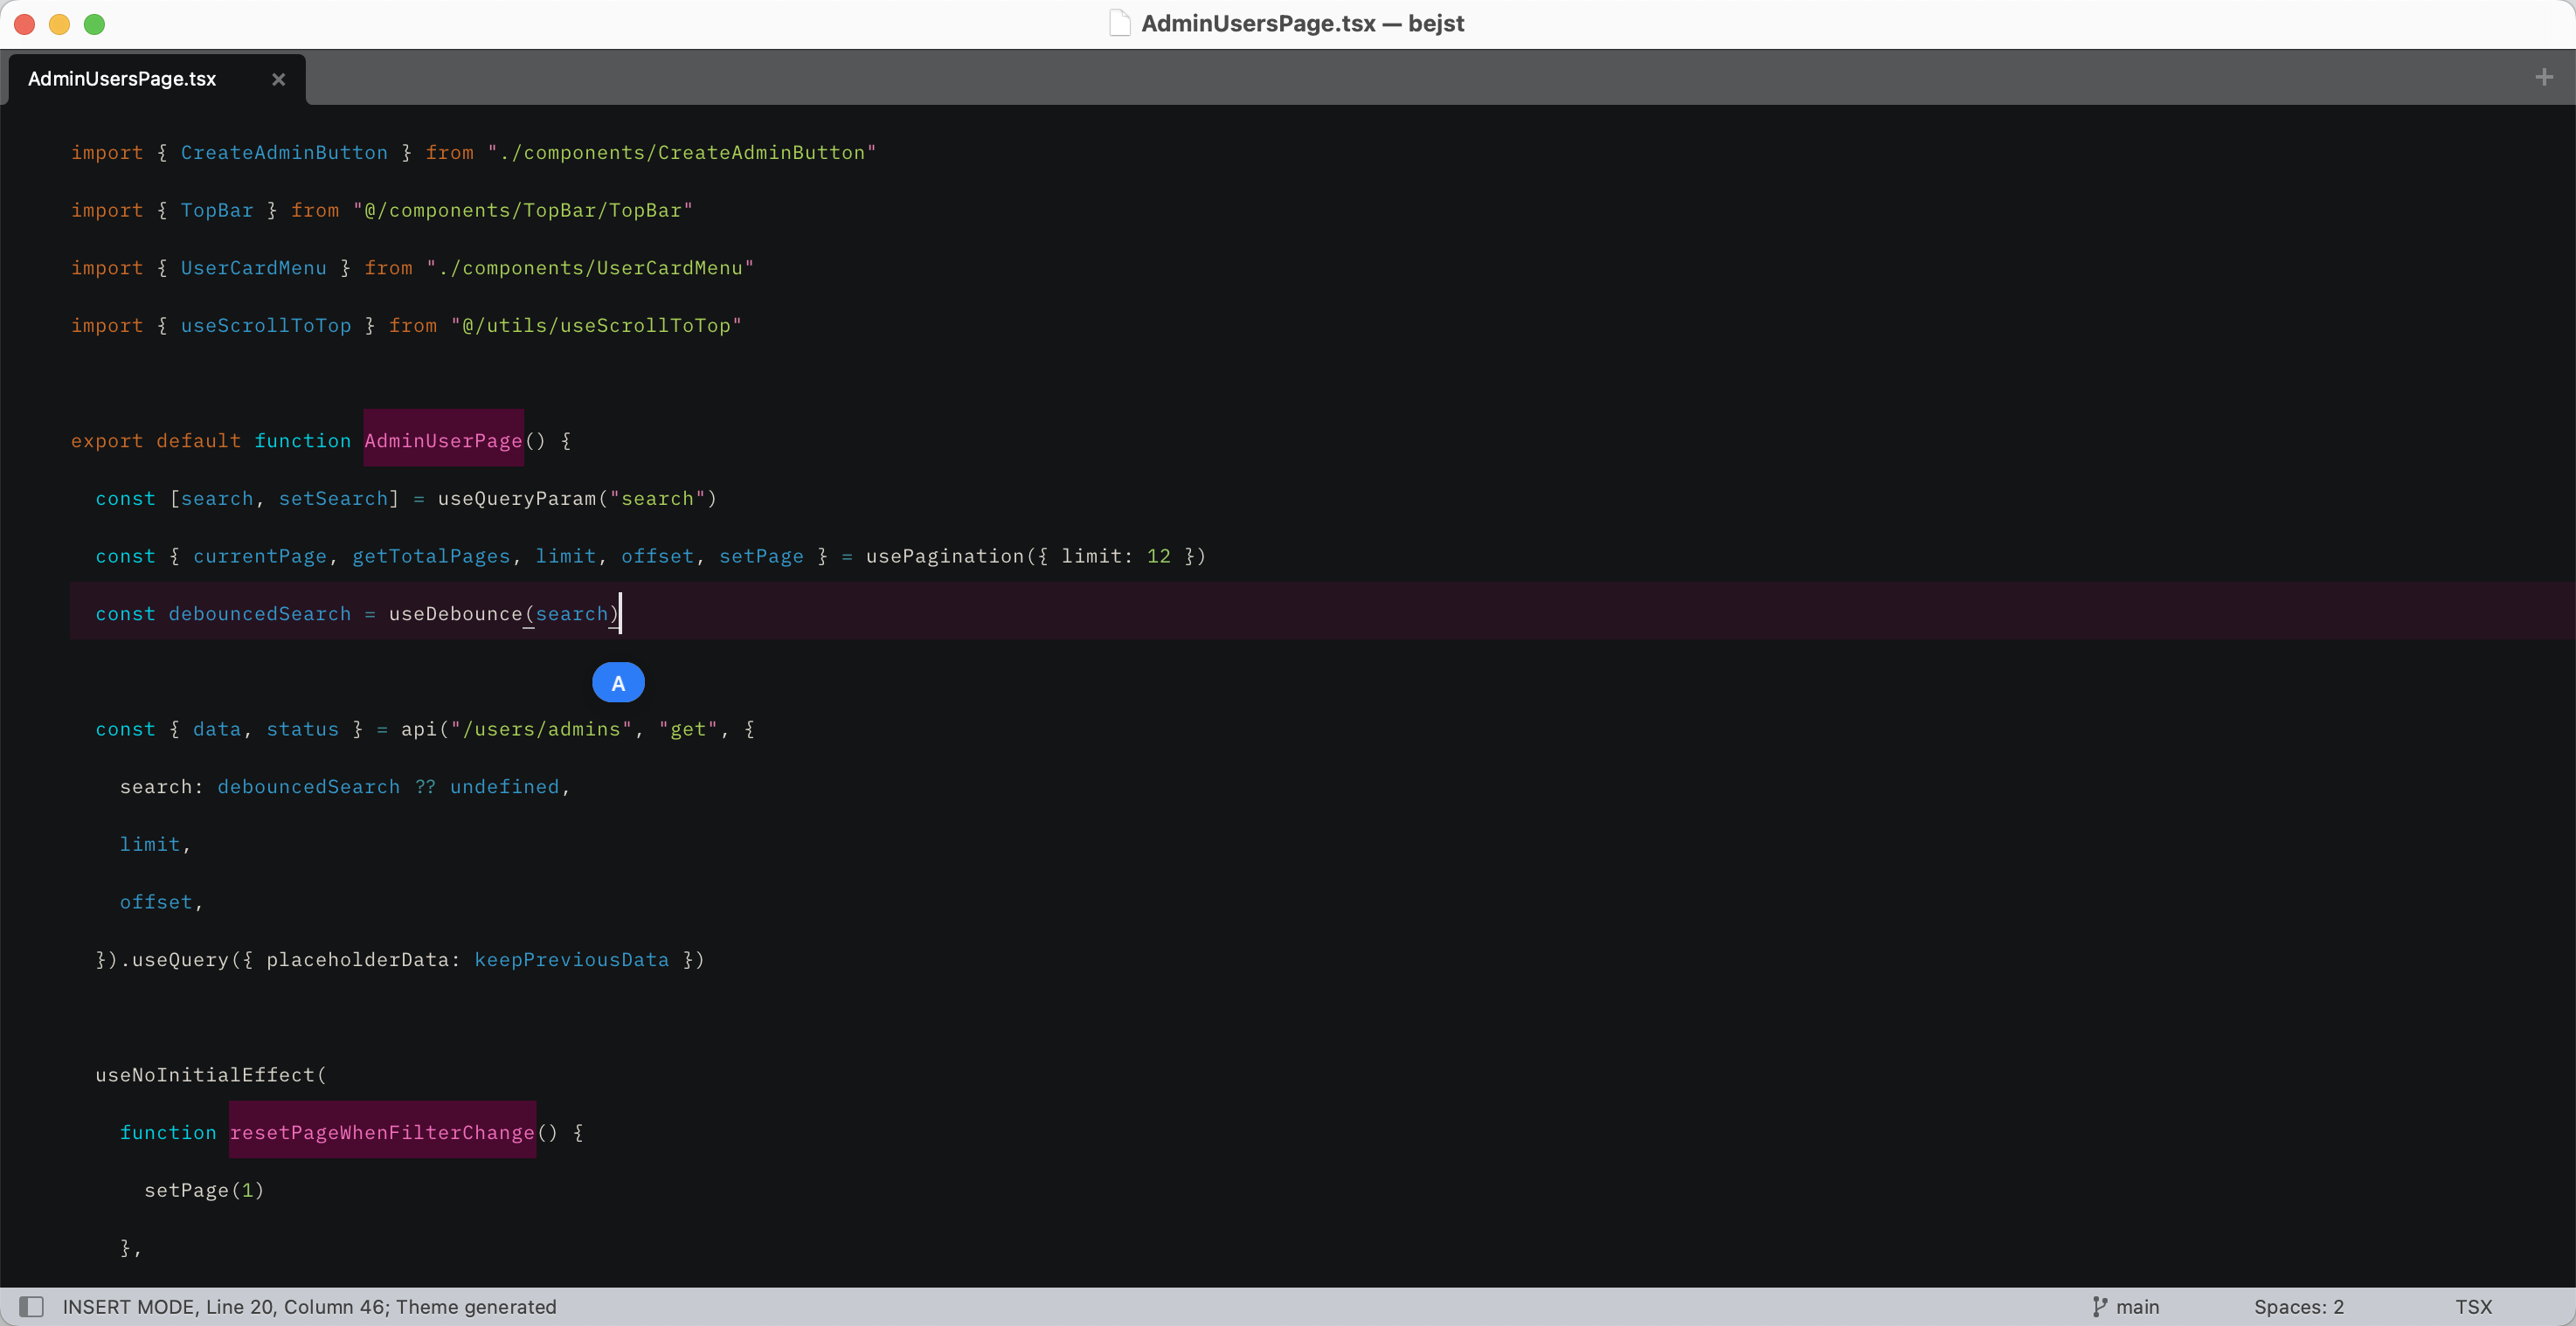 AdminUsersPage.tsx — bejst
AdminUsersPage.tsx
import { CreateAdminButton } from "./components/CreateAdminButton"
import { TopBar } from "@/components/TopBar/TopBar"
import { UserCardMenu } from "./components/UserCardMenu"
import { useScrollToTop } from "@/utils/useScrollToTop"
export default function AdminUserPage() {
const [search, setSearch] = useQueryParam("search")
const { currentPage, getTotalPages, limit, offset, setPage } = usePagination({ limit: 12 })
const debouncedSearch = useDebounce(search)
A
const { data, status } = api("/users/admins", "get", {
search: debouncedSearch ?? undefined,
limit,
offset,
}).useQuery({ placeholderData: keepPreviousData })
useNoInitialEffect(
function resetPageWhenFilterChange() {
setPage(1)
},
INSERT MODE, Line 20, Column 46; Theme generated
main
Spaces: 2
TSX